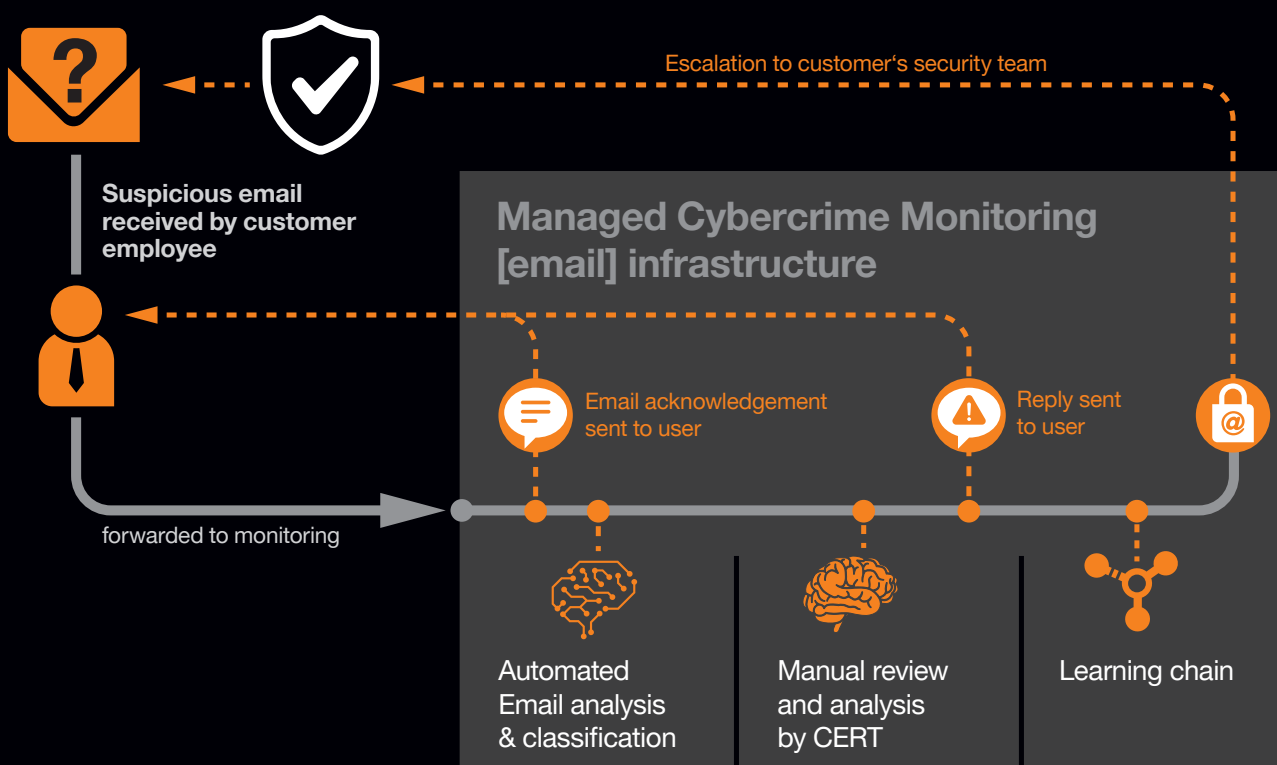 ?
Escalation to customer‘s security team
Suspicious email
received by customer
employee
Managed Cybercrime Monitoring
[email] infrastructure
Email acknowledgement
sent to user
!
Reply sent
to user
@
forwarded to monitoring
Automated
Email analysis
& classification
Manual review
and analysis
by CERT
Learning chain